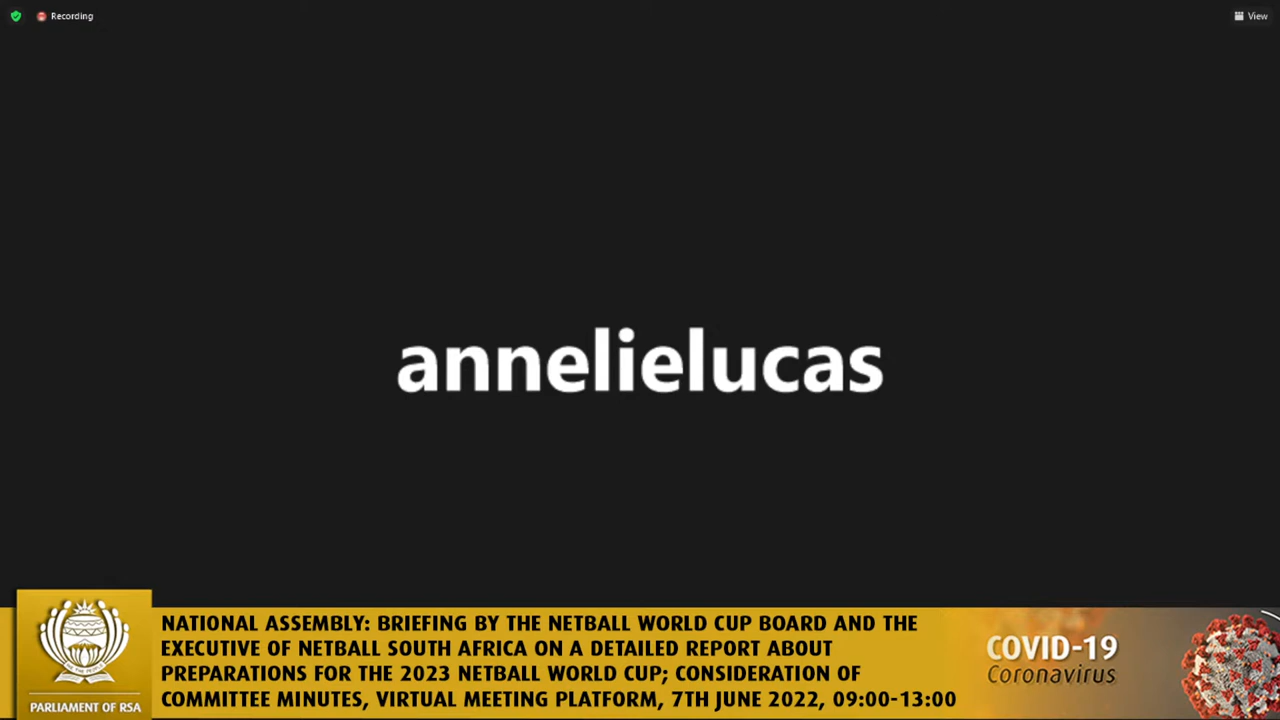 Recording
View
annelielucas
NATIONAL ASSEMBLY: BRIEFING BY THE NETBALL WORLD CUP BOARD AND THE
EXECUTIVE OF NETBALL SOUTH AFRICA ON A DETAILED REPORT ABOUT
PREPARATIONS FOR THE 2023 NETBALL WORLD CUP; CONSIDERATION OF
COMMITTEE MINUTES, VIRTUAL MEETING PLATFORM, 7TH JUNE 2022, 09:00-13:00
PARLIAMENT OF RSA
COVID-19
Coronavirus